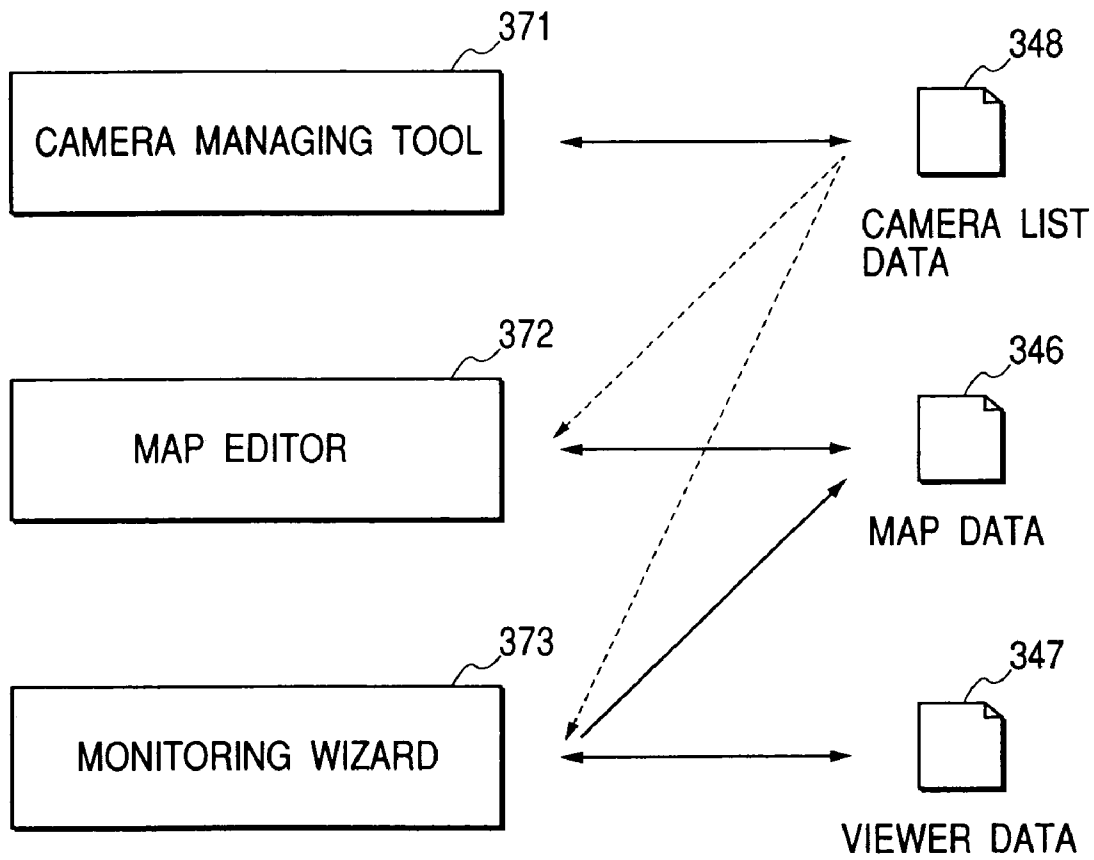 371
348
CAMERA MANAGING TOOL
CAMERA LIST
DATA
372
346
MAP EDITOR
MAP DATA
373
347
MONITORING WIZARD
VIEWER DATA